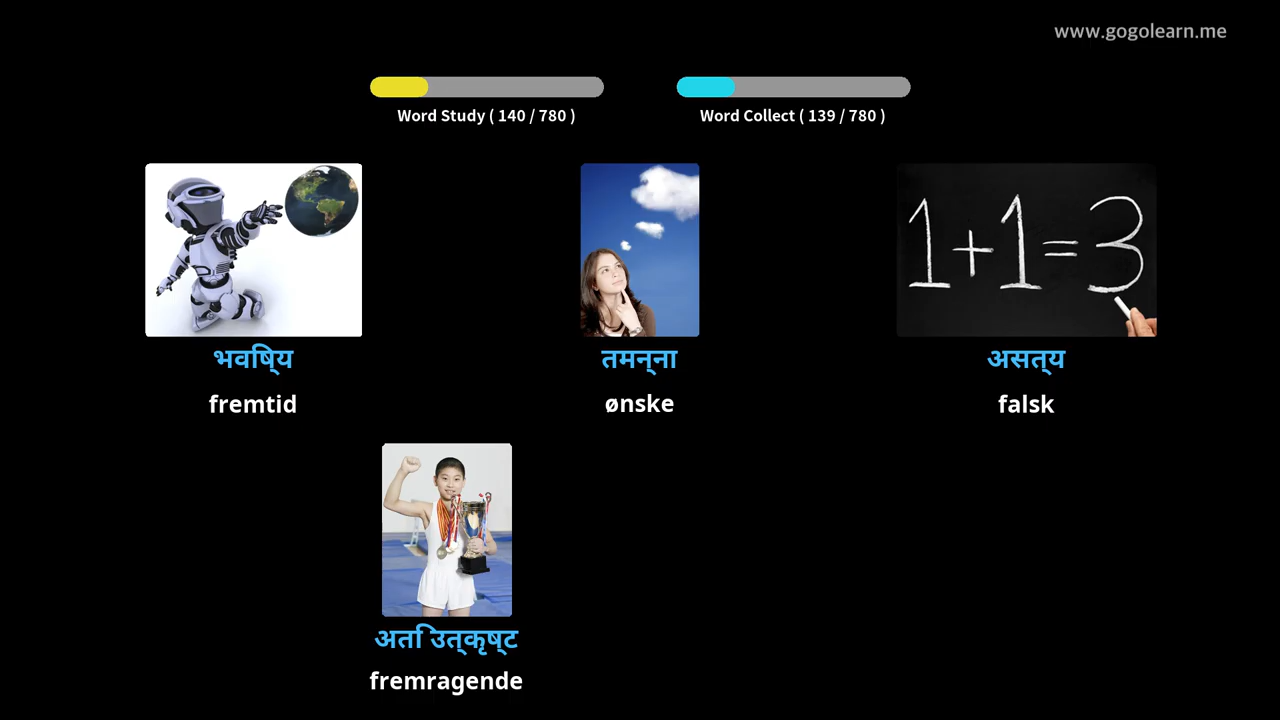 www.gogolearn.me
Word Study ( 140 / 780 )
Word Collect ( 139 / 780 )
1+1=3
भवष्यि
तमन्ना
असत्य
fremtid
ønske
falsk
अति उत्कृष्ट
fremragende